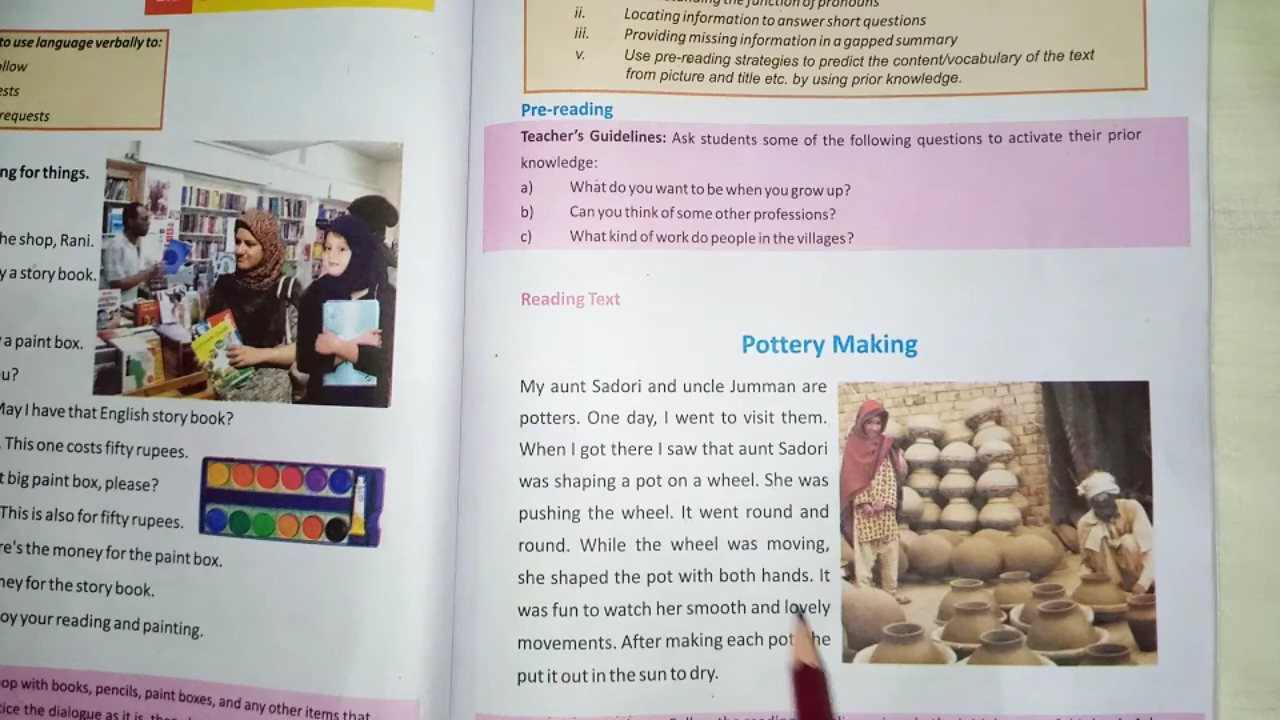 to use language verbally to:
requests
ng for things.
he shop, Rani.
y a story book.
a paint box.
u?
May I have that English story book?
This one costs fifty rupees.
t big paint box, please?
This is also for fifty rupees.
re's the money for the paint box.
ney for the story book.
oy your reading and painting.
op with books, pencils, paint boxes, and any other items that
the function of pronouns
ii. Locating information to answer short questions
iii. Providing missing information in a gapped summary
v. Use pre-reading strategies to predict the content/vocabulary of the text
from picture and title etc. by using prior knowledge.
Pre-reading
Teacher's Guidelines: Ask students some of the following questions to activate their prior
knowledge:
a) What do you want to be when you grow up?
b) Can you think of some other professions?
c) What kind of work do people in the villages?
Reading Text
Pottery Making
My aunt Sadori and uncle Jumman are
potters. One day, I went to visit them.
When I got there I saw that aunt Sadori
was shaping a pot on a wheel. She was
pushing the wheel. It went round and
round. While the wheel was moving,
she shaped the pot with both hands. It
was fun to watch her smooth and lovely
movements. After making each pot he
put it out in the sun to dry.